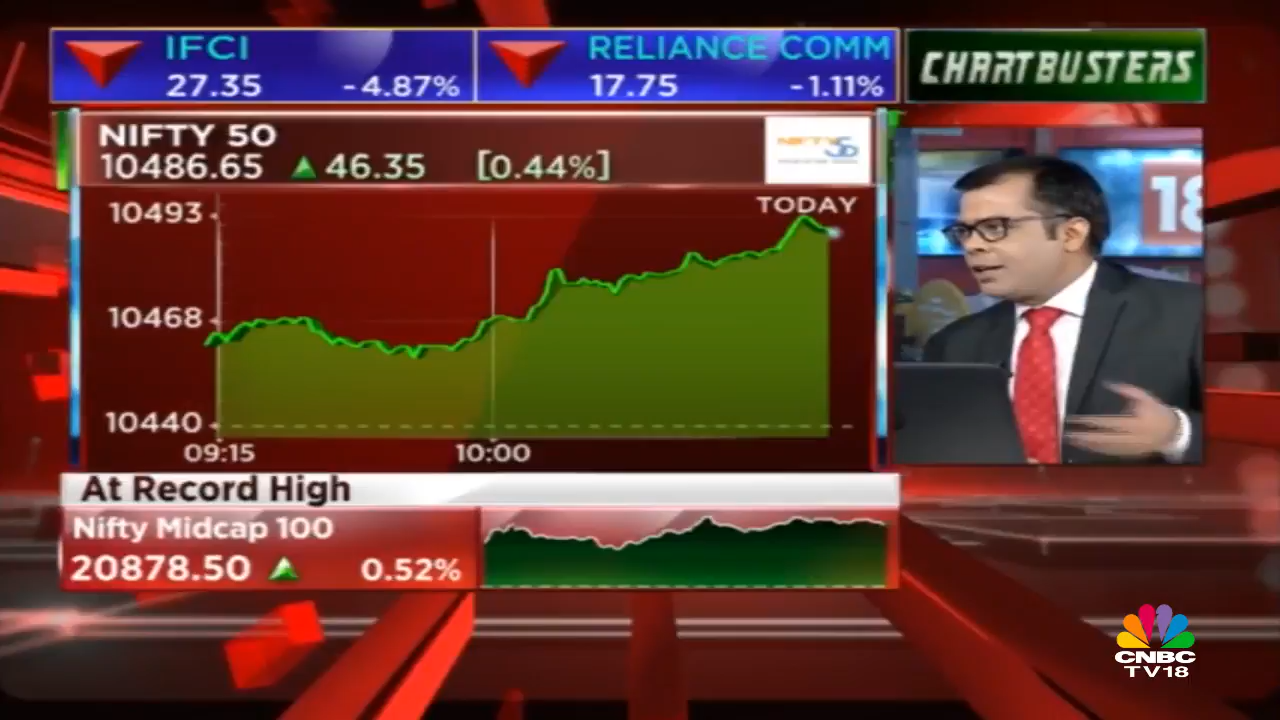 IFCI
27.35 -4.87%
RELIANCE COMM
17.75 -1.11%
CHARTBUSTERS
NIFTY 50
10486.65 ▲ 46.35 [0.44%]
NIFTY 50
TODAY
10493
10468
10440
09:15 10:00
18
At Record High
Nifty Midcap 100
20878.50 ▲ 0.52%
CNBC
TV18